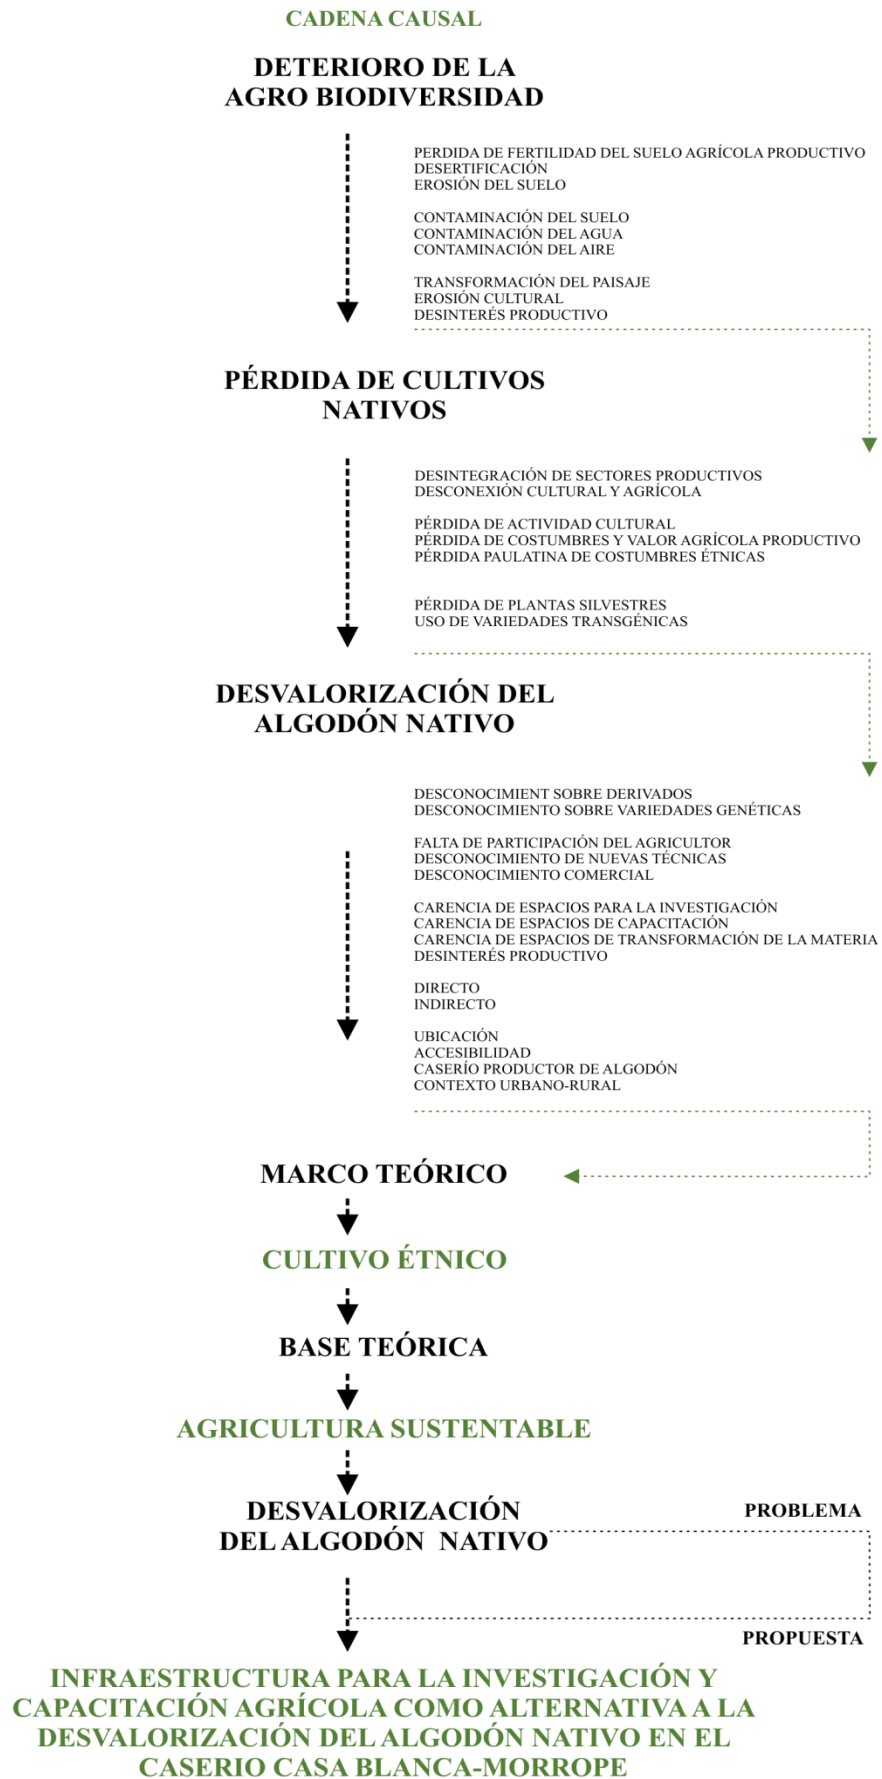 CADENA CAUSAL
DETERIORO DE LA
AGRO BIODIVERSIDAD
PERDIDA DE FERTILIDAD DEL SUELO AGRÍCOLA PRODUCTIVO
DESERTIFICACIÓN
EROSIÓN DEL SUELO
CONTAMINACIÓN DEL SUELO
CONTAMINACIÓN DEL AGUA
CONTAMINACIÓN DEL AIRE
TRANSFORMACIÓN DEL PAISAJE
EROSIÓN CULTURAL
DESINTERÉS PRODUCTIVO
PÉRDIDA DE CULTIVOS
NATIVOS
DESINTEGRACIÓN DE SECTORES PRODUCTIVOS
DESCONEXIÓN CULTURAL Y AGRÍCOLA
PÉRDIDA DE ACTIVIDAD CULTURAL
PÉRDIDA DE COSTUMBRES Y VALOR AGRÍCOLA PRODUCTIVO
PÉRDIDA PAULATINA DE COSTUMBRES ÉTNICAS
PÉRDIDA DE PLANTAS SILVESTRES
USO DE VARIEDADES TRANSGÉNICAS
DESVALORIZACIÓN DEL
ALGODÓN NATIVO
DESCONOCIMIENT SOBRE DERIVADOS
DESCONOCIMIENTO SOBRE VARIEDADES GENÉTICAS
FALTA DE PARTICIPACIÓN DEL AGRICULTOR
DESCONOCIMIENTO DE NUEVAS TÉCNICAS
DESCONOCIMIENTO COMERCIAL
CARENCIA DE ESPACIOS PARA LA INVESTIGACIÓN
CARENCIA DE ESPACIOS DE CAPACITACIÓN
CARENCIA DE ESPACIOS DE TRANSFORMACIÓN DE LA MATERIA
DESINTERÉS PRODUCTIVO
DIRECTO
INDIRECTO
UBICACIÓN
ACCESIBILIDAD
CASERÍO PRODUCTOR DE ALGODÓN
CONTEXTO URBANO-RURAL
MARCO TEÓRICO
CULTIVO ÉTNICO
BASE TEÓRICA
AGRICULTURA SUSTENTABLE
DESVALORIZACIÓN
DEL ALGODÓN NATIVO
PROBLEMA
PROPUESTA
INFRAESTRUCTURA PARA LA INVESTIGACIÓN Y
CAPACITACIÓN AGRÍCOLA COMO ALTERNATIVA A LA
DESVALORIZACIÓN DEL ALGODÓN NATIVO EN EL
CASERIO CASA BLANCA-MORROPE